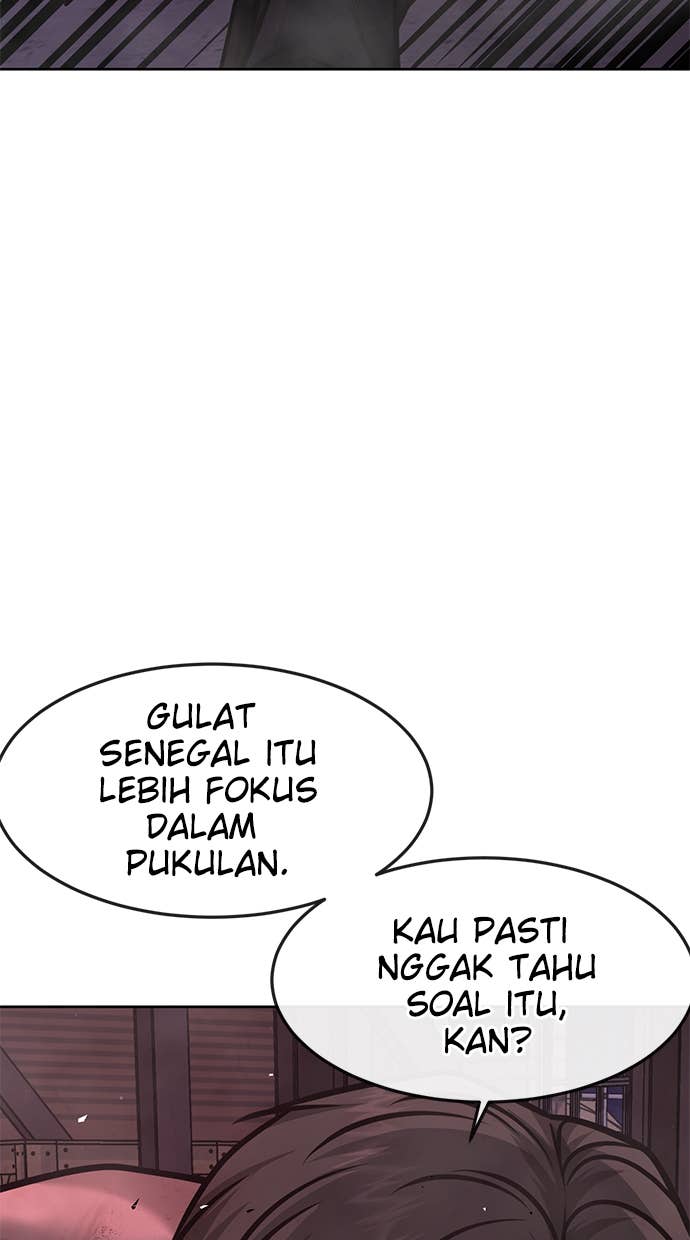 GULAT
SENEGAL ITU
LEBIH FOKUS
DALAM
PUKULAN.
KAU PASTI
NGGAK TAHU
SOAL ITU,
KAN?